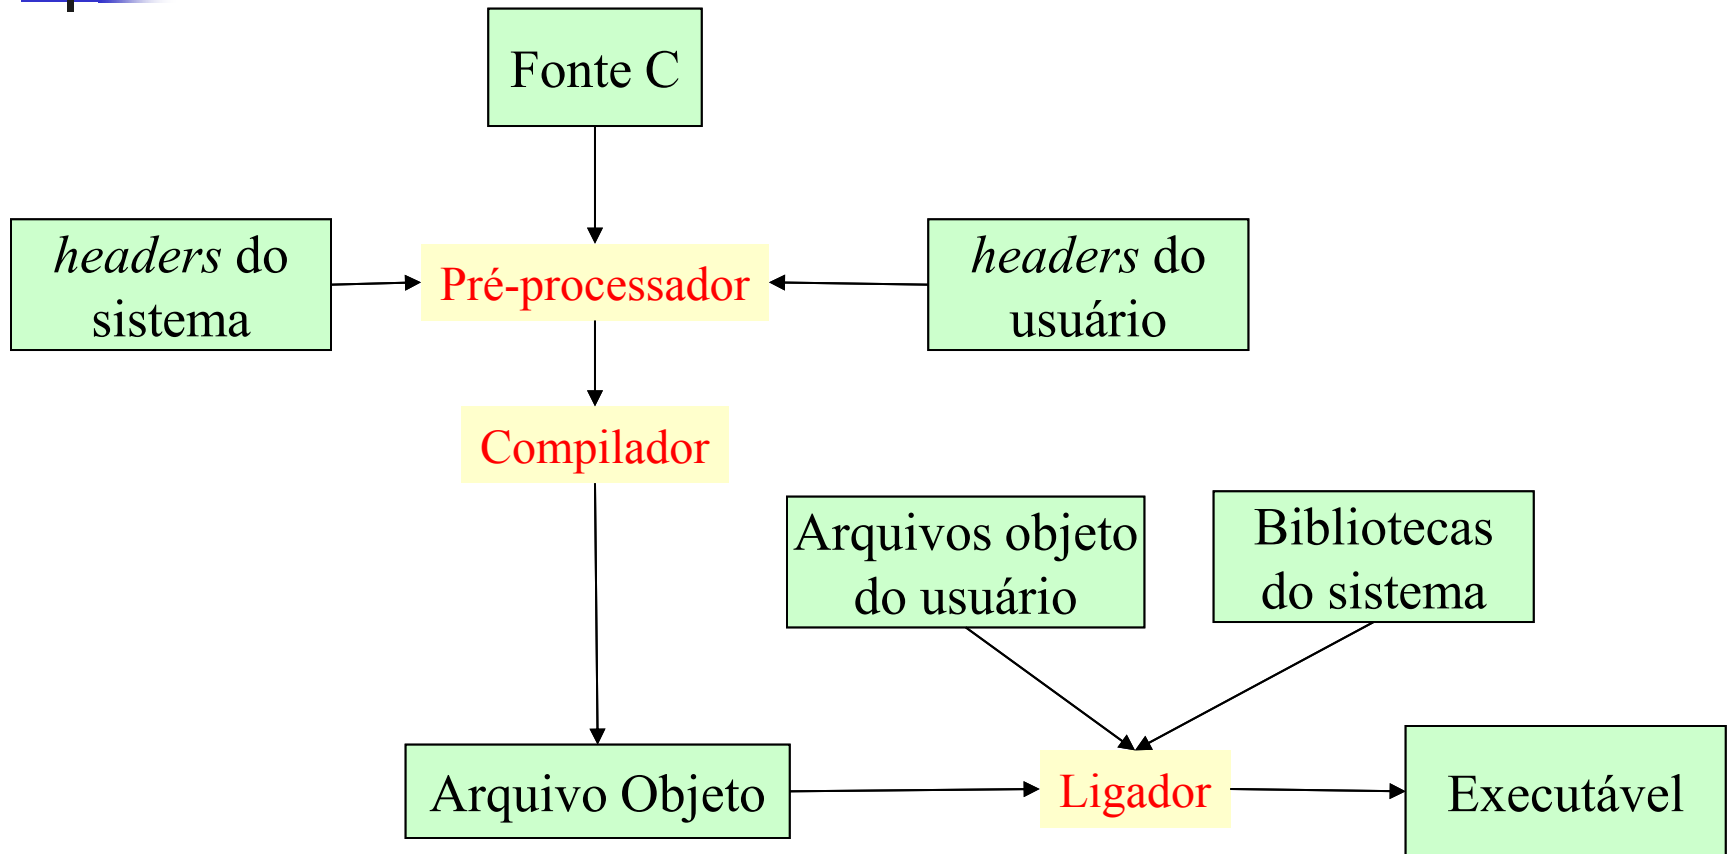 Fonte C
headers do
sistema
Pré-processador
headers do
usuário
Compilador
Arquivos objeto
do usuário
Bibliotecas
do sistema
Arquivo Objeto
Ligador
Executável